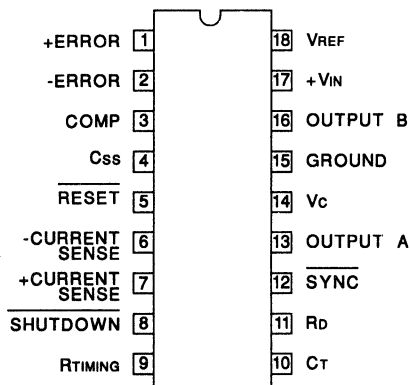 +ERROR 1 18 VREF
-ERROR 2 17 +VIN
COMP 3 16 OUTPUT B
CSS 4 15 GROUND
RESET 5 14 VC
-CURRENT SENSE 6 13 OUTPUT A
+CURRENT SENSE 7 12 SYNC
SHUTDOWN 8 11 RD
RTIMING 9 10 CT